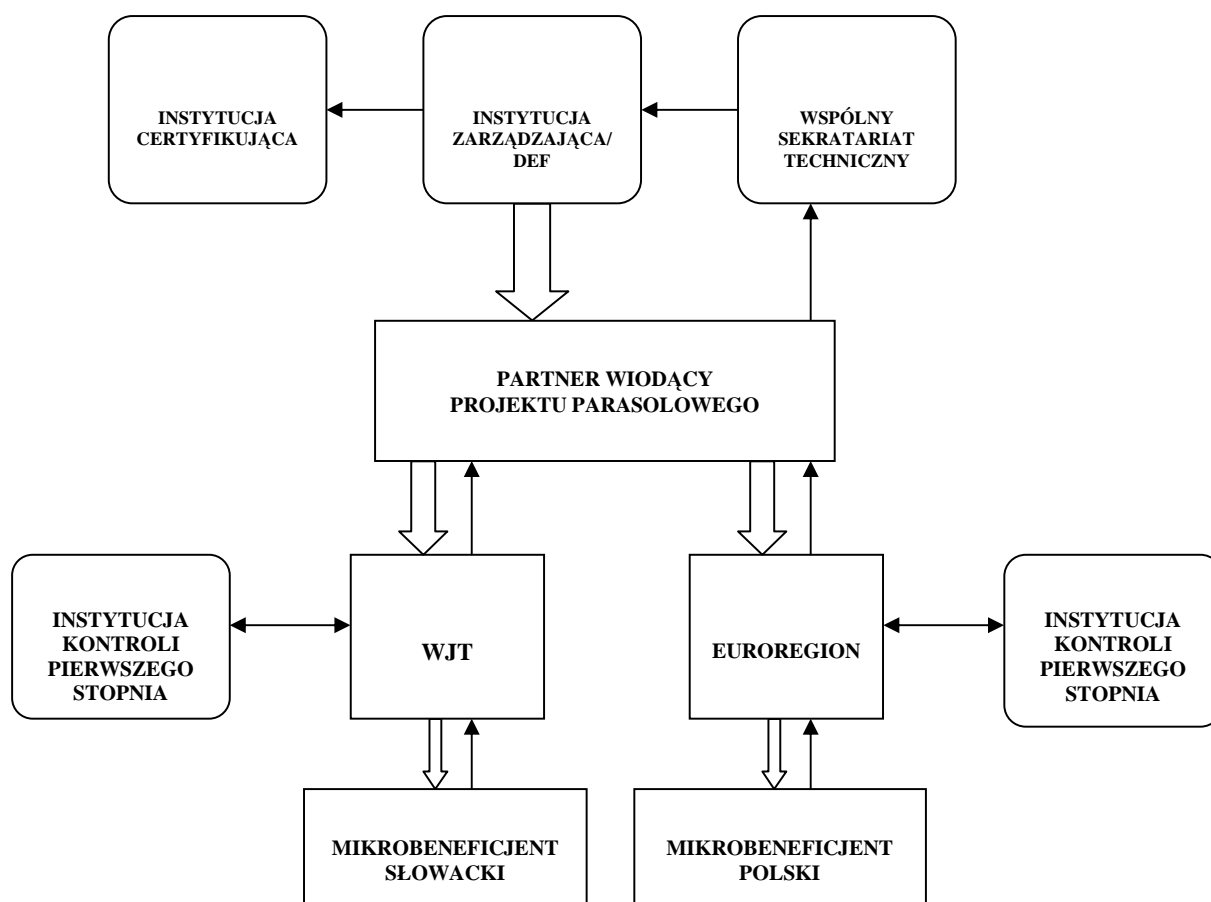 INSTYTUCJA
CERTYFIKUJĄCA
INSTYTUCJA
ZARZĄDZAJĄCA/
DEF
WSPÓLNY
SEKRATARIAT
TECHNICZNY
PARTNER WIODĄCY
PROJEKTU PARASOLOWEGO
INSTYTUCJA
KONTROLI
PIERWSZEGO
STOPNIA
WJT
EUROREGION
INSTYTUCJA
KONTROLI
PIERWSZEGO
STOPNIA
MIKROBENEFICJENT
SŁOWACKI
MIKROBENEFICJENT
POLSKI